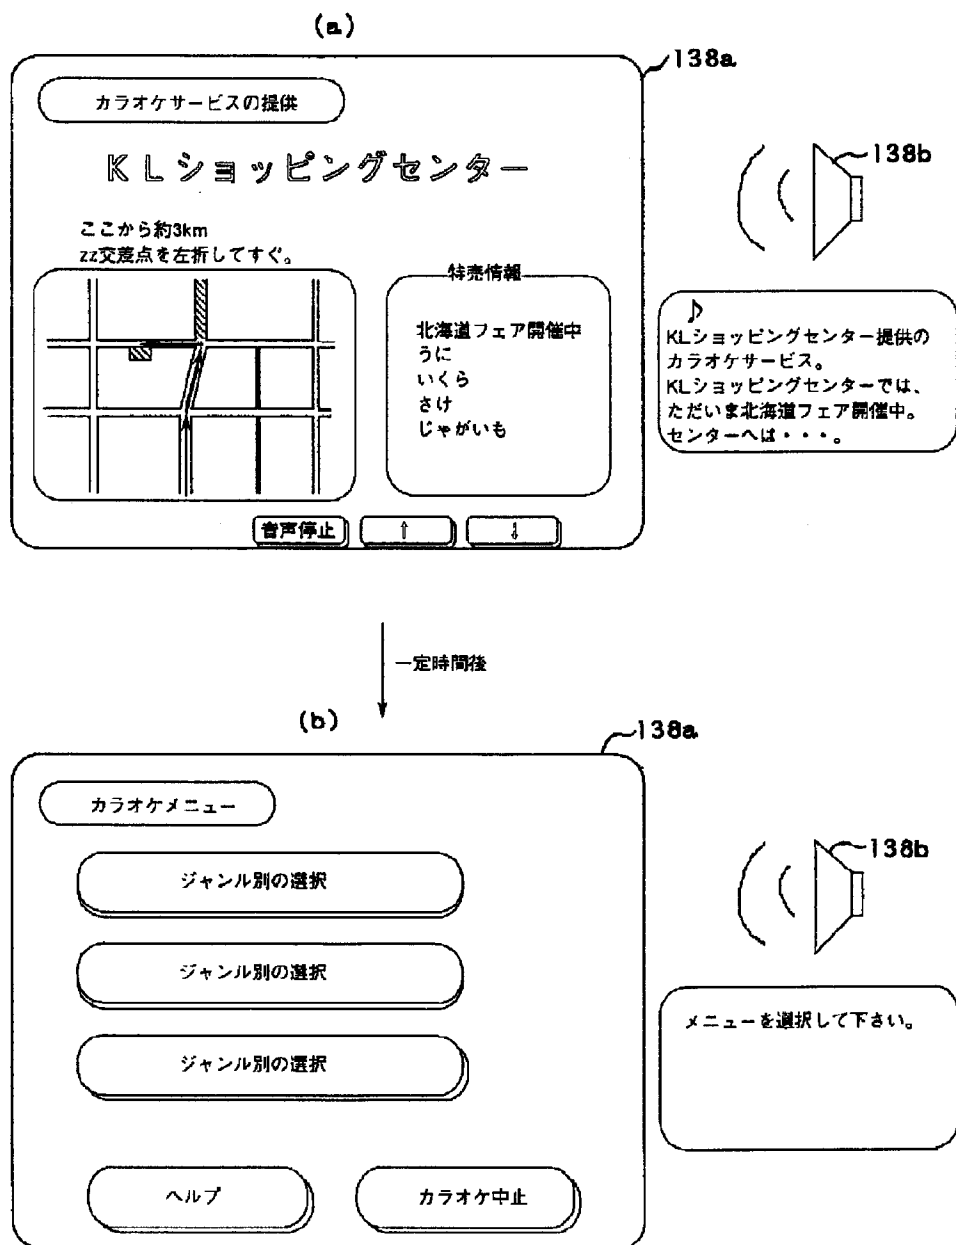 (a)
138a
カラオケサービスの提供
KLショッピングセンター
ここから約3km
zz交差点を左折してすぐ。
特売情報
北海道フェア開催中
うに
いくら
さけ
じゃがいも
音声停止
⇧
⇩
138b
♪
KLショッピングセンター提供の
カラオケサービス。
KLショッピングセンターでは、
ただいま北海道フェア開催中。
センターへは・・・。
一定時間後
(b)
138a
カラオケメニュー
ジャンル別の選択
ジャンル別の選択
ジャンル別の選択
ヘルプ
カラオケ中止
138b
メニューを選択して下さい。